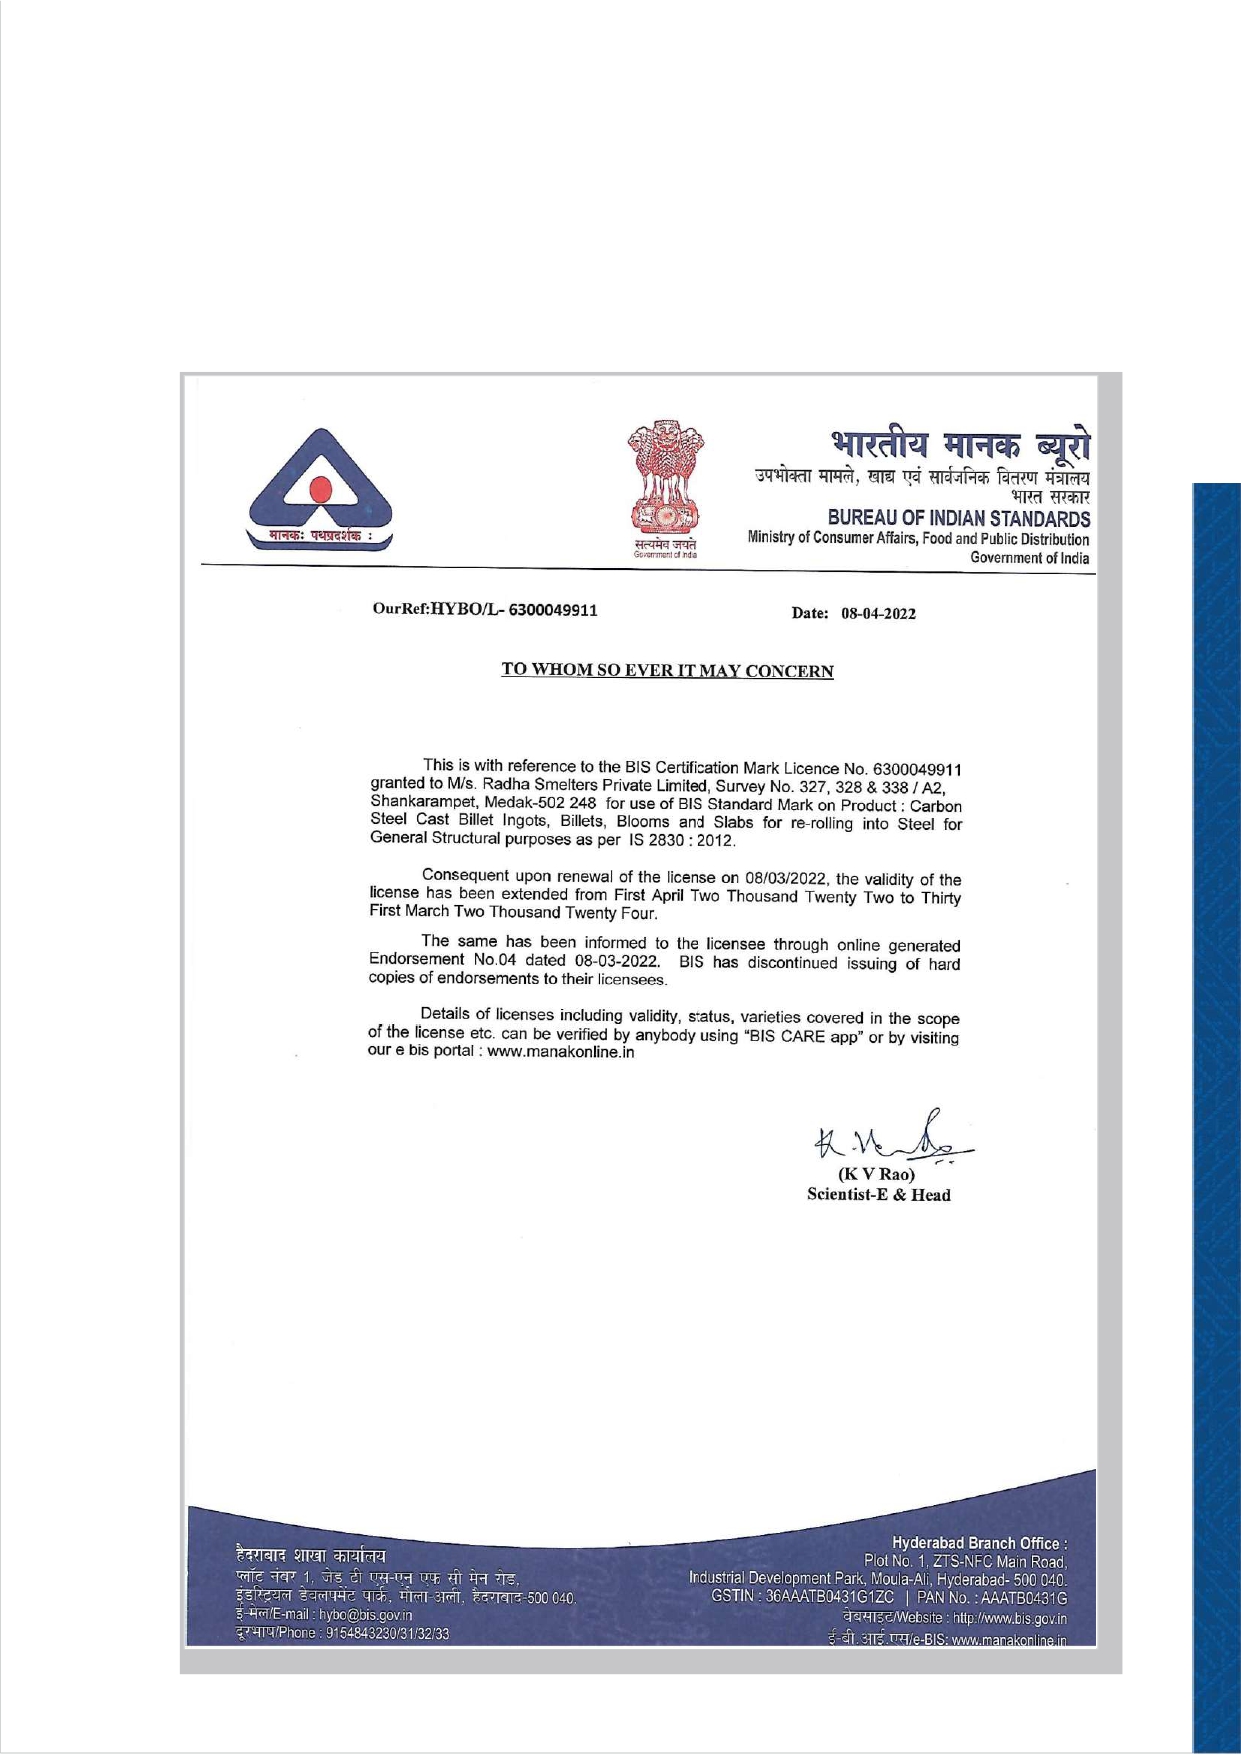 भारतीय मानक ब्यूरो
उपभोक्ता मामले, खाद्य एवं सार्वजनिक वितरण मंत्रालय
भारत सरकार
BUREAU OF INDIAN STANDARDS
Ministry of Consumer Affairs, Food and Public Distribution
Government of India
मानकः पथप्रदर्शकः
सत्यमेव जयते
Government of India
OurRef:HYBO/L- 6300049911
Date: 08-04-2022
TO WHOM SO EVER IT MAY CONCERN
This is with reference to the BIS Certification Mark Licence No. 6300049911
granted to M/s. Radha Smelters Private Limited, Survey No. 327, 328 & 338 / A2,
Shankarampet, Medak-502 248 for use of BIS Standard Mark on Product : Carbon
Steel Cast Billet Ingots, Billets, Blooms and Slabs for re-rolling into Steel for
General Structural purposes as per IS 2830 : 2012.
Consequent upon renewal of the license on 08/03/2022, the validity of the
license has been extended from First April Two Thousand Twenty Two to Thirty
First March Two Thousand Twenty Four.
The same has been informed to the licensee through online generated
Endorsement No.04 dated 08-03-2022. BIS has discontinued issuing of hard
copies of endorsements to their licensees.
Details of licenses including validity, status, varieties covered in the scope
of the license etc. can be verified by anybody using “BIS CARE app” or by visiting
our e bis portal : www.manakonline.in
(K V Rao)
Scientist-E & Head
हैदराबाद शाखा कार्यालय
प्लॉट नंबर 1, जेड टी एस-एन एफ सी मेन रोड,
इंडस्ट्रियल डेवलपमेंट पार्क, मौला-अली, हैदराबाद-500 040.
ई-मेल/E-mail : hybo@bis.gov.in
दूरभाष/Phone : 9154843230/31/32/33
Hyderabad Branch Office :
Plot No. 1, ZTS-NFC Main Road,
Industrial Development Park, Moula-Ali, Hyderabad- 500 040.
GSTIN : 36AAATB0431G1ZC | PAN No. : AAATB0431G
वेबसाइट/Website : http://www.bis.gov.in
ई-बी.आई.एस/e-BIS: www.manakonline.in